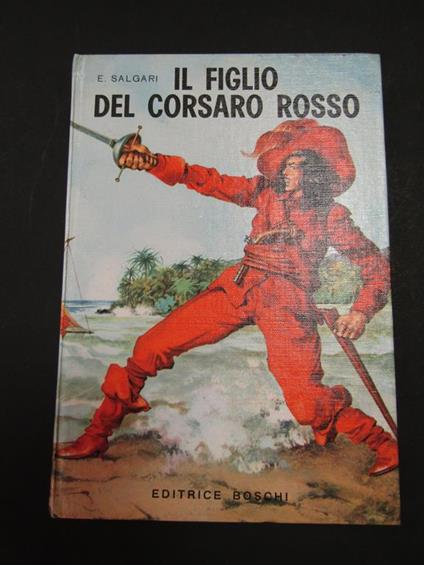 E. SALGARI
IL FIGLIO
DEL CORSARO ROSSO
EDITRICE BOSCHI